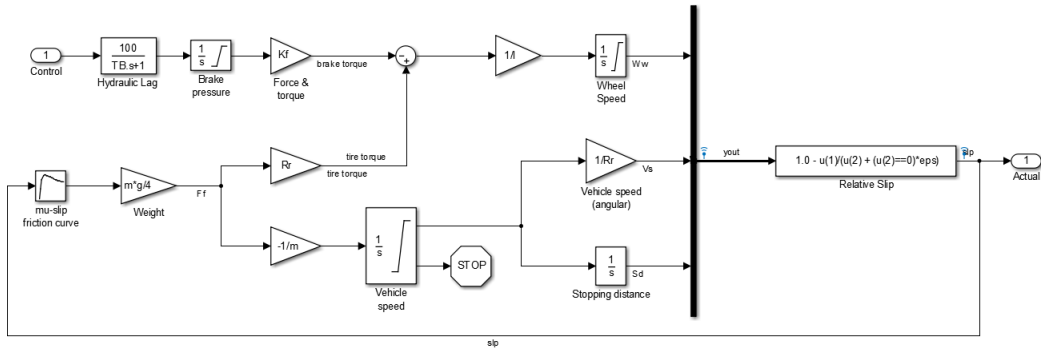 1
Control
100
TB.s+1
Hydraulic Lag
1
s
Brake
pressure
Kf
Force &
torque
brake torque
1/I
1
s
Wheel
Speed
Ww
mu-slip
friction curve
m*g/4
Weight
Ff
Rr
tire torque
tire torque
-1/m
1
s
Vehicle
speed
STOP
1/Rr
Vehicle speed
(angular)
Vs
1
s
Stopping distance
Sd
yout
1.0 - u(1)/(u(2) + (u(2)==0)*eps)
Relative Slip
slp
1
Actual
slp